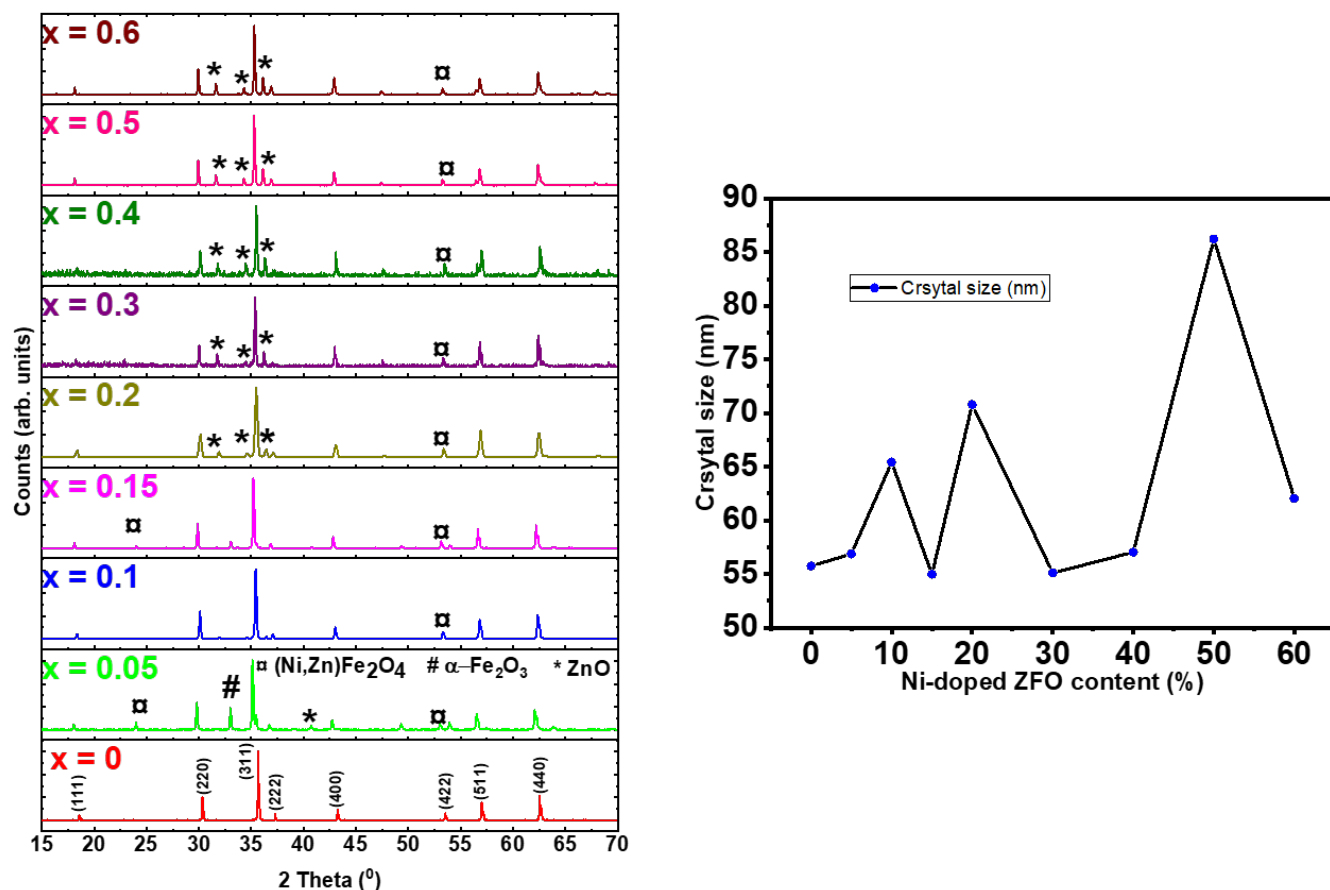 x = 0.6
* * * ¤
x = 0.5
* * * ¤
x = 0.4
* * * ¤
x = 0.3
* * * ¤
x = 0.2
* * * ¤
x = 0.15
¤ ¤
x = 0.1
¤
¤ (Ni,Zn)Fe₂O₄ # α−Fe₂O₃ * ZnO
x = 0.05
¤ # * ¤
x = 0
(111) (220) (311) (222) (400) (422) (511) (440)
15 20 25 30 35 40 45 50 55 60 65 70
2 Theta (⁰)
Counts (arb. units)
90
85
80
75
70
65
60
55
50
Crsytal size (nm)
Crsytal size (nm)
0 10 20 30 40 50 60
Ni-doped ZFO content (%)